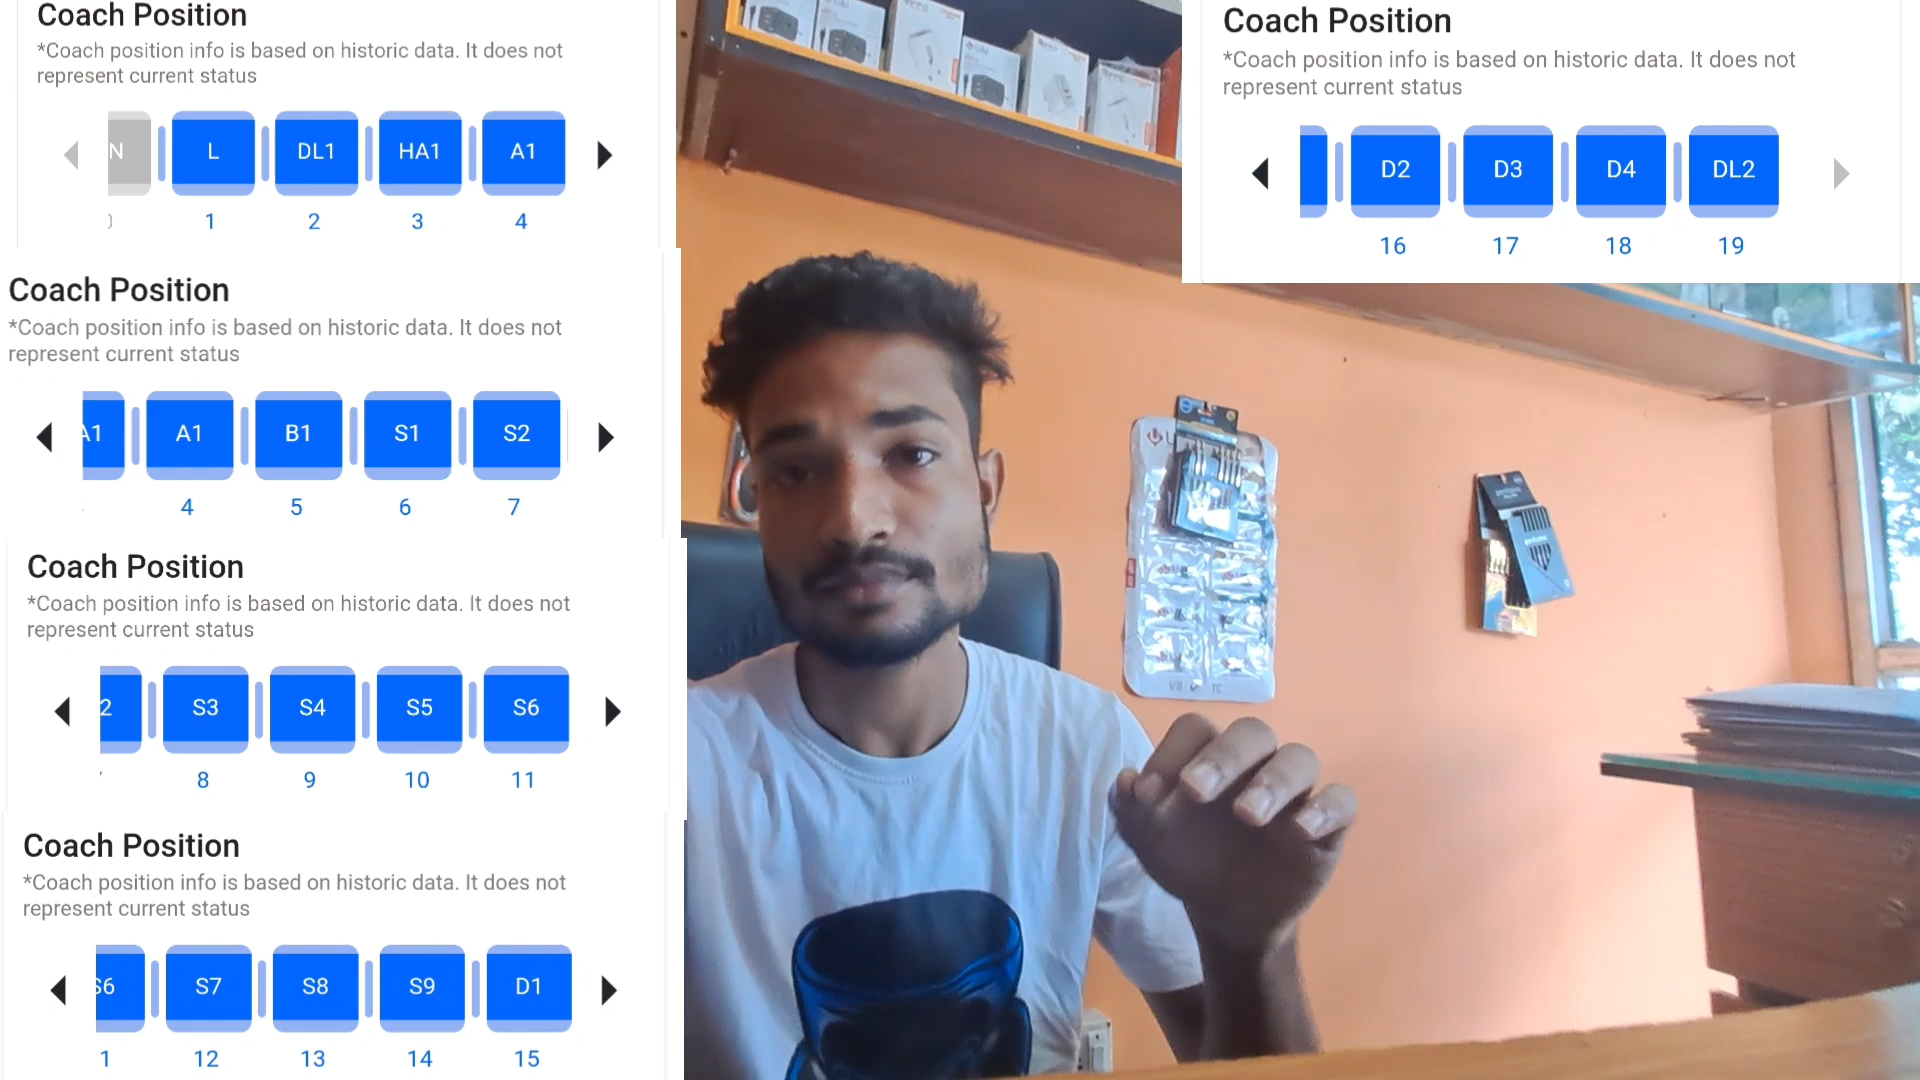 Coach Position
*Coach position info is based on historic data. It does not
represent current status
N L DL1 HA1 A1
1 2 3 4
Coach Position
*Coach position info is based on historic data. It does not
represent current status
A1 A1 B1 S1 S2
4 5 6 7
Coach Position
*Coach position info is based on historic data. It does not
represent current status
2 S3 S4 S5 S6
8 9 10 11
Coach Position
*Coach position info is based on historic data. It does not
represent current status
S6 S7 S8 S9 D1
1 12 13 14 15
Coach Position
*Coach position info is based on historic data. It does not
represent current status
D2 D3 D4 DL2
16 17 18 19